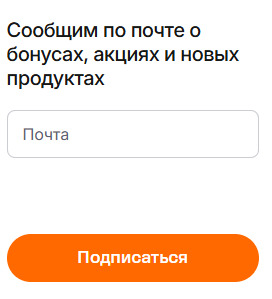 Сообщим по почте о
бонусах, акциях и новых
продуктах
Почта
Подписаться